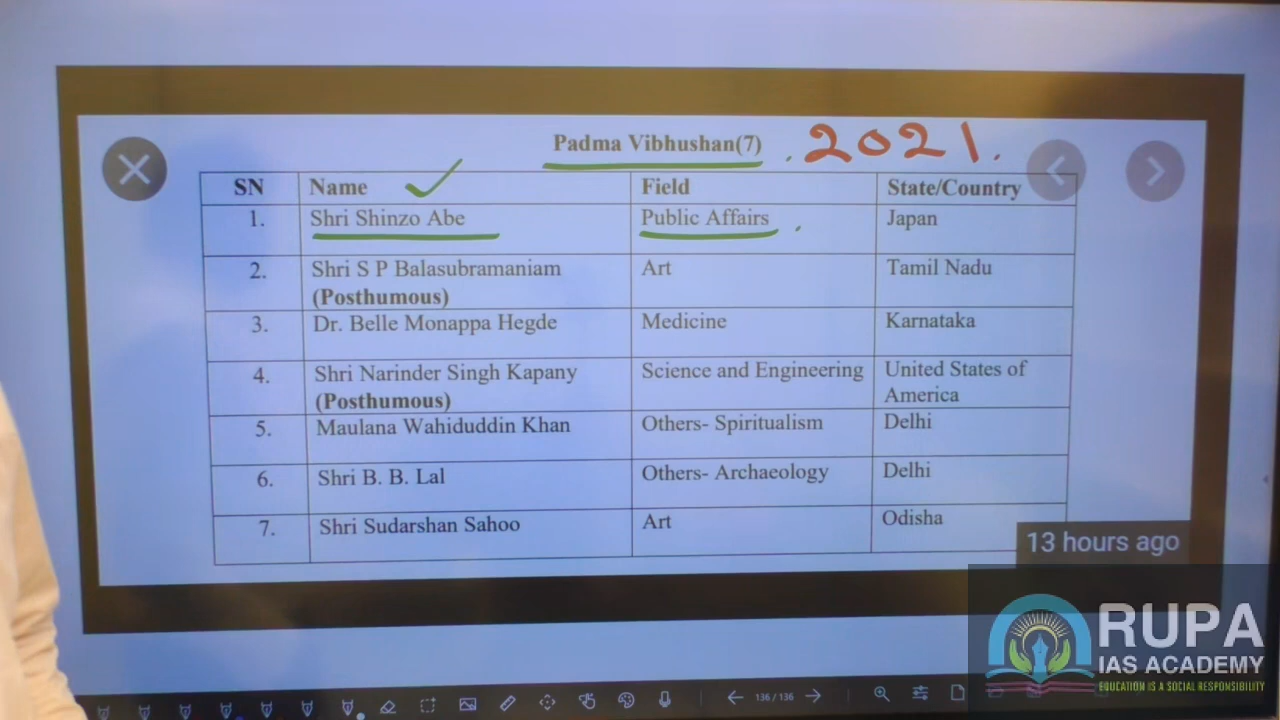 Padma Vibhushan(7) . 2021.
SN Name Field State/Country
1. Shri Shinzo Abe Public Affairs Japan
2. Shri S P Balasubramaniam Art Tamil Nadu
(Posthumous)
3. Dr. Belle Monappa Hegde Medicine Karnataka
4. Shri Narinder Singh Kapany Science and Engineering United States of
(Posthumous) America
5. Maulana Wahiduddin Khan Others- Spiritualism Delhi
6. Shri B. B. Lal Others- Archaeology Delhi
7. Shri Sudarshan Sahoo Art Odisha
13 hours ago
RUPA
IAS ACADEMY
EDUCATION IS A SOCIAL RESPONSIBILITY
136 / 136